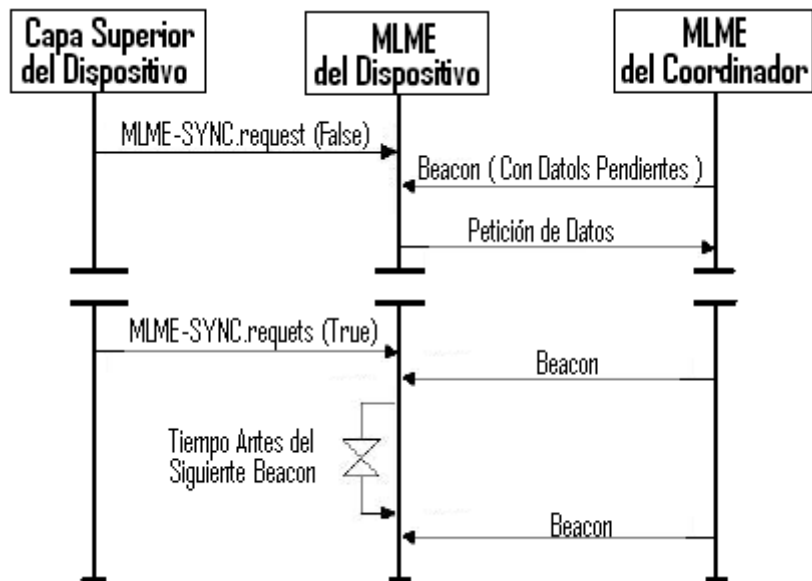 Capa Superior
del Dispositivo
MLME
del Dispositivo
MLME
del Coordinador
MLME-SYNC.request (False)
Beacon ( Con Datols Pendientes )
Petición de Datos
MLME-SYNC.requets (True)
Beacon
Tiempo Antes del
Siguiente Beacon
Beacon